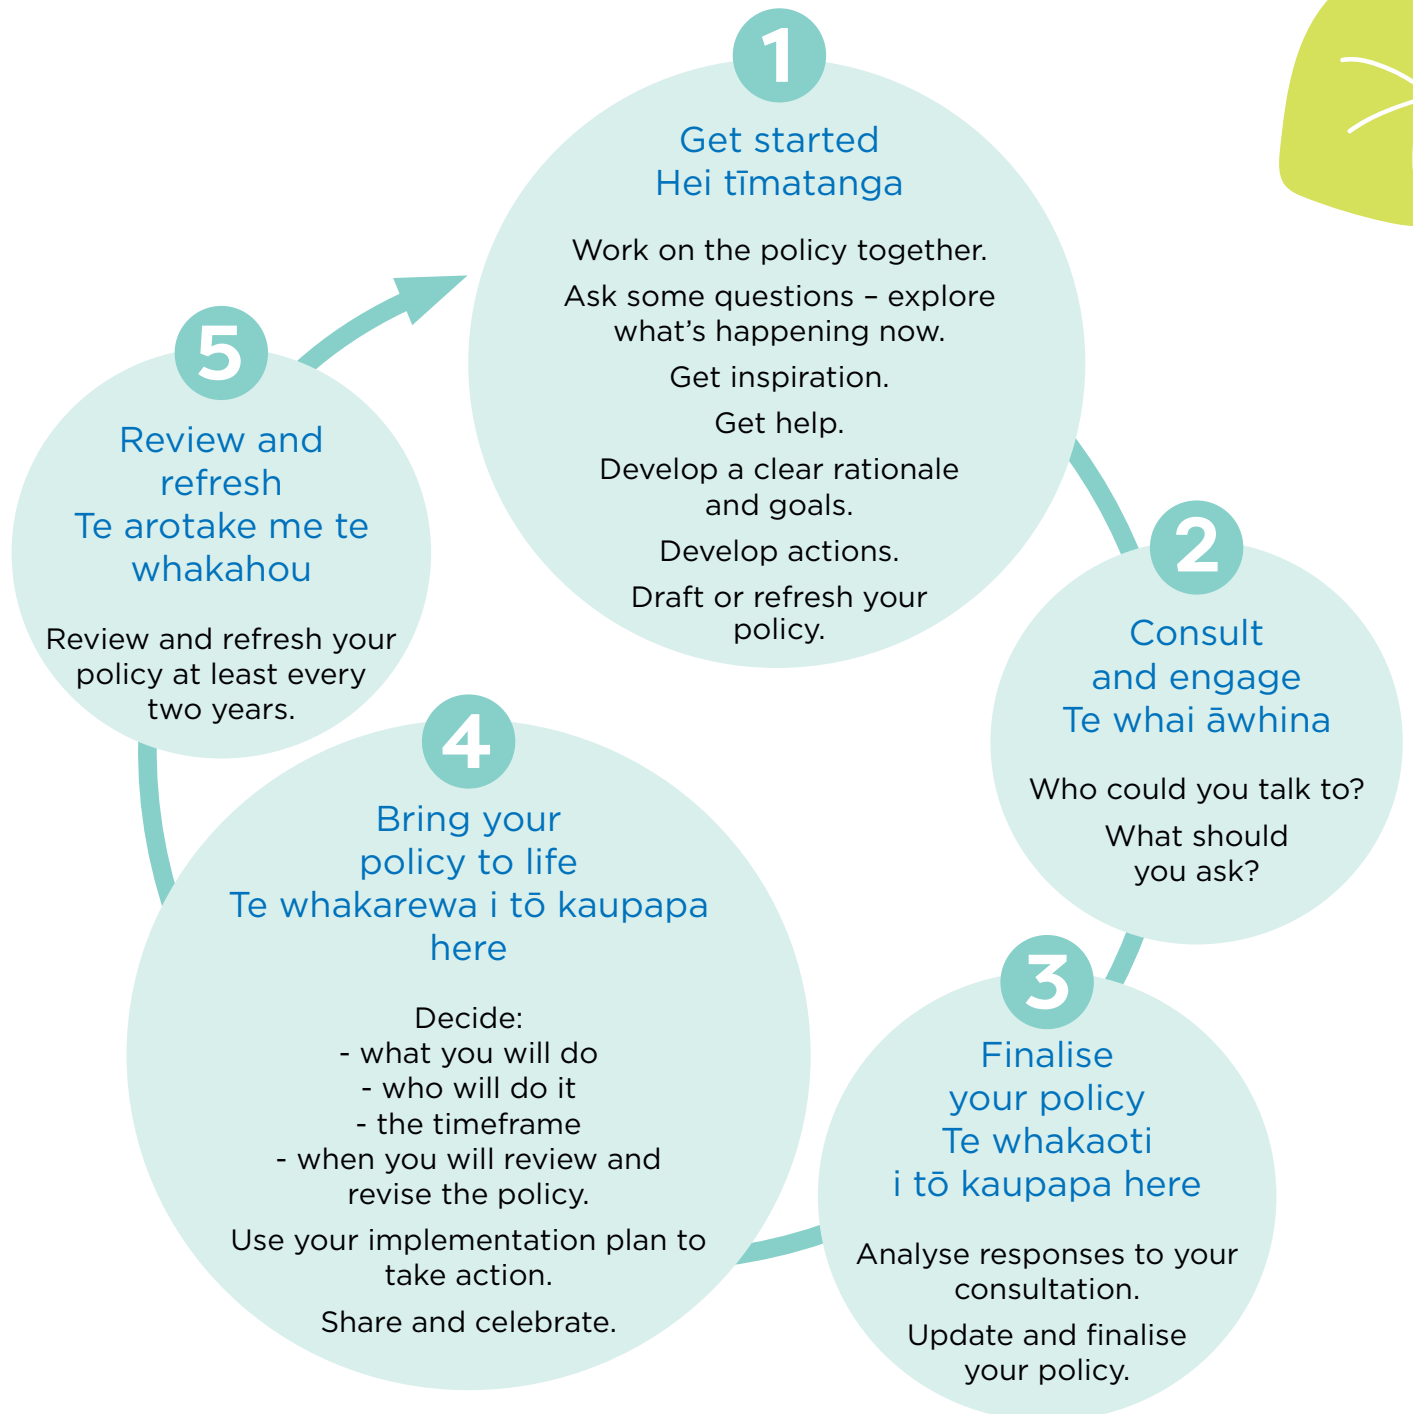 1
Get started
Hei tīmatanga
Work on the policy together.
Ask some questions – explore
what's happening now.
Get inspiration.
Get help.
Develop a clear rationale
and goals.
Develop actions.
Draft or refresh your
policy.
2
Consult
and engage
Te whai āwhina
Who could you talk to?
What should
you ask?
3
Finalise
your policy
Te whakaoti
i tō kaupapa here
Analyse responses to your
consultation.
Update and finalise
your policy.
4
Bring your
policy to life
Te whakarewa i tō kaupapa
here
Decide:
- what you will do
- who will do it
- the timeframe
- when you will review and
revise the policy.
Use your implementation plan to
take action.
Share and celebrate.
5
Review and
refresh
Te arotake me te
whakahou
Review and refresh your
policy at least every
two years.